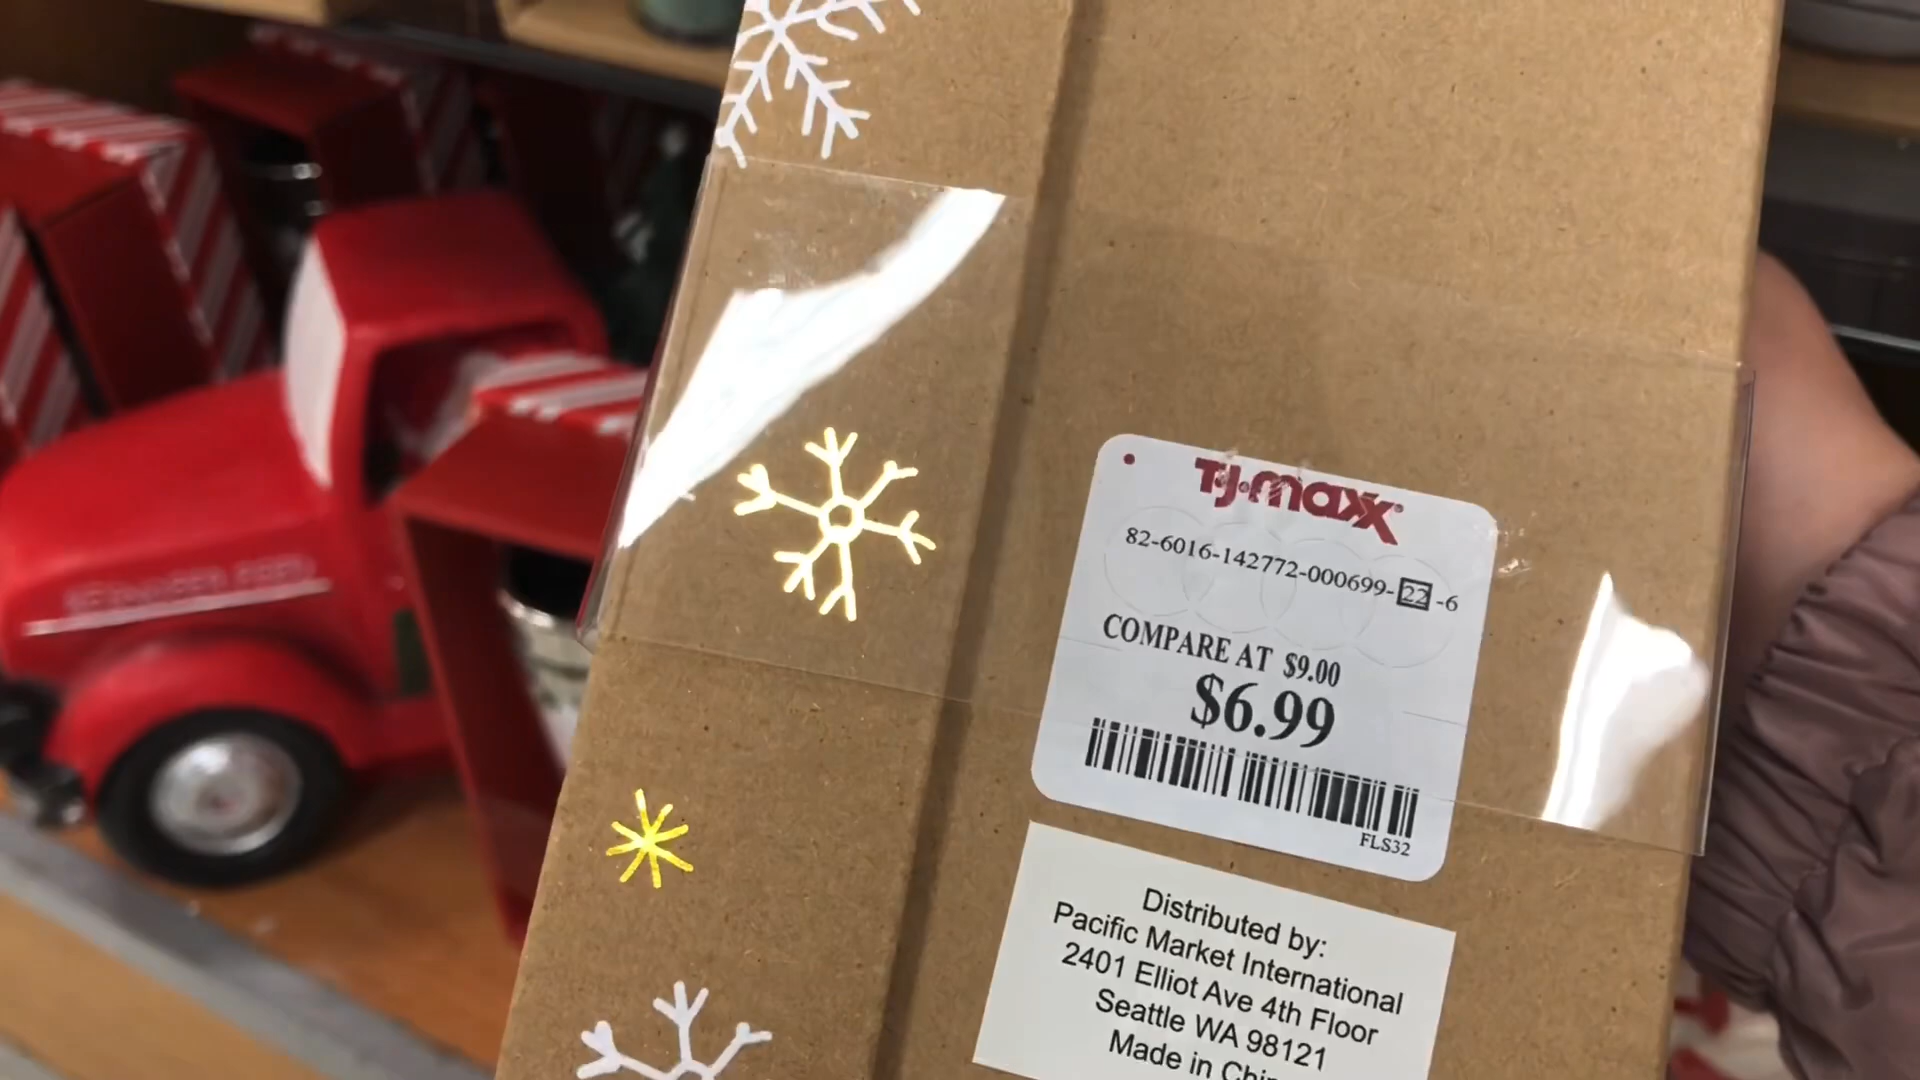 T.J.maxx
82-6016-142772-000699-22-6
COMPARE AT $9.00
$6.99
FLS32
Distributed by:
Pacific Market International
2401 Elliot Ave 4th Floor
Seattle WA 98121
Made in